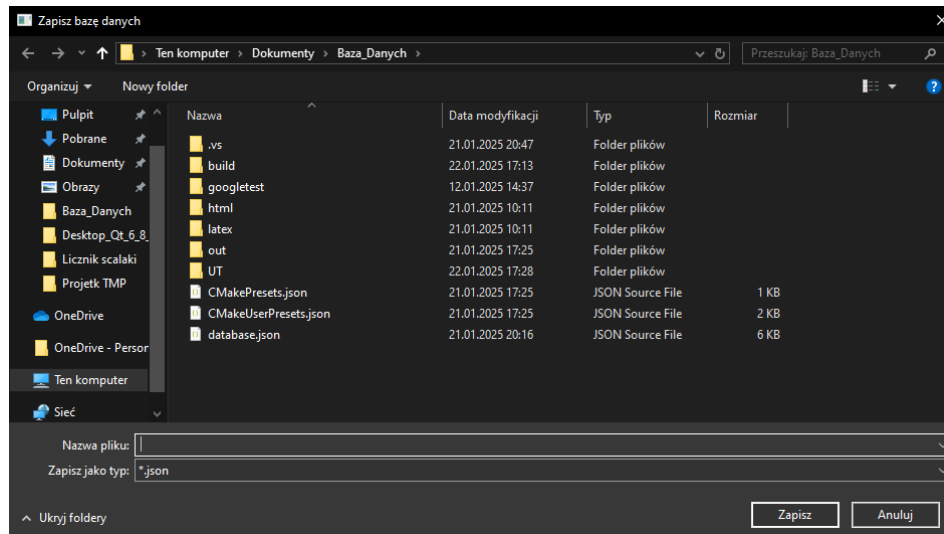 Zapisz bazę danych
Ten komputer > Dokumenty > Baza_Danych >
Przeszukaj: Baza_Danych
Organizuj
Nowy folder
Pulpit
Pobrane
Dokumenty
Obrazy
Baza_Danych
Desktop_Qt_6_8_
Licznik scalaki
Projetk TMP
OneDrive
OneDrive - Person
Ten komputer
Sieć
Nazwa Data modyfikacji Typ Rozmiar
.vs 21.01.2025 20:47 Folder plików
build 22.01.2025 17:13 Folder plików
googletest 12.01.2025 14:37 Folder plików
html 21.01.2025 10:11 Folder plików
latex 21.01.2025 10:11 Folder plików
out 21.01.2025 17:25 Folder plików
UT 22.01.2025 17:28 Folder plików
CMakePresets.json 21.01.2025 17:25 JSON Source File 1 KB
CMakeUserPresets.json 21.01.2025 17:25 JSON Source File 2 KB
database.json 21.01.2025 20:16 JSON Source File 6 KB
Nazwa pliku:
Zapisz jako typ: *.json
Ukryj foldery
Zapisz
Anuluj